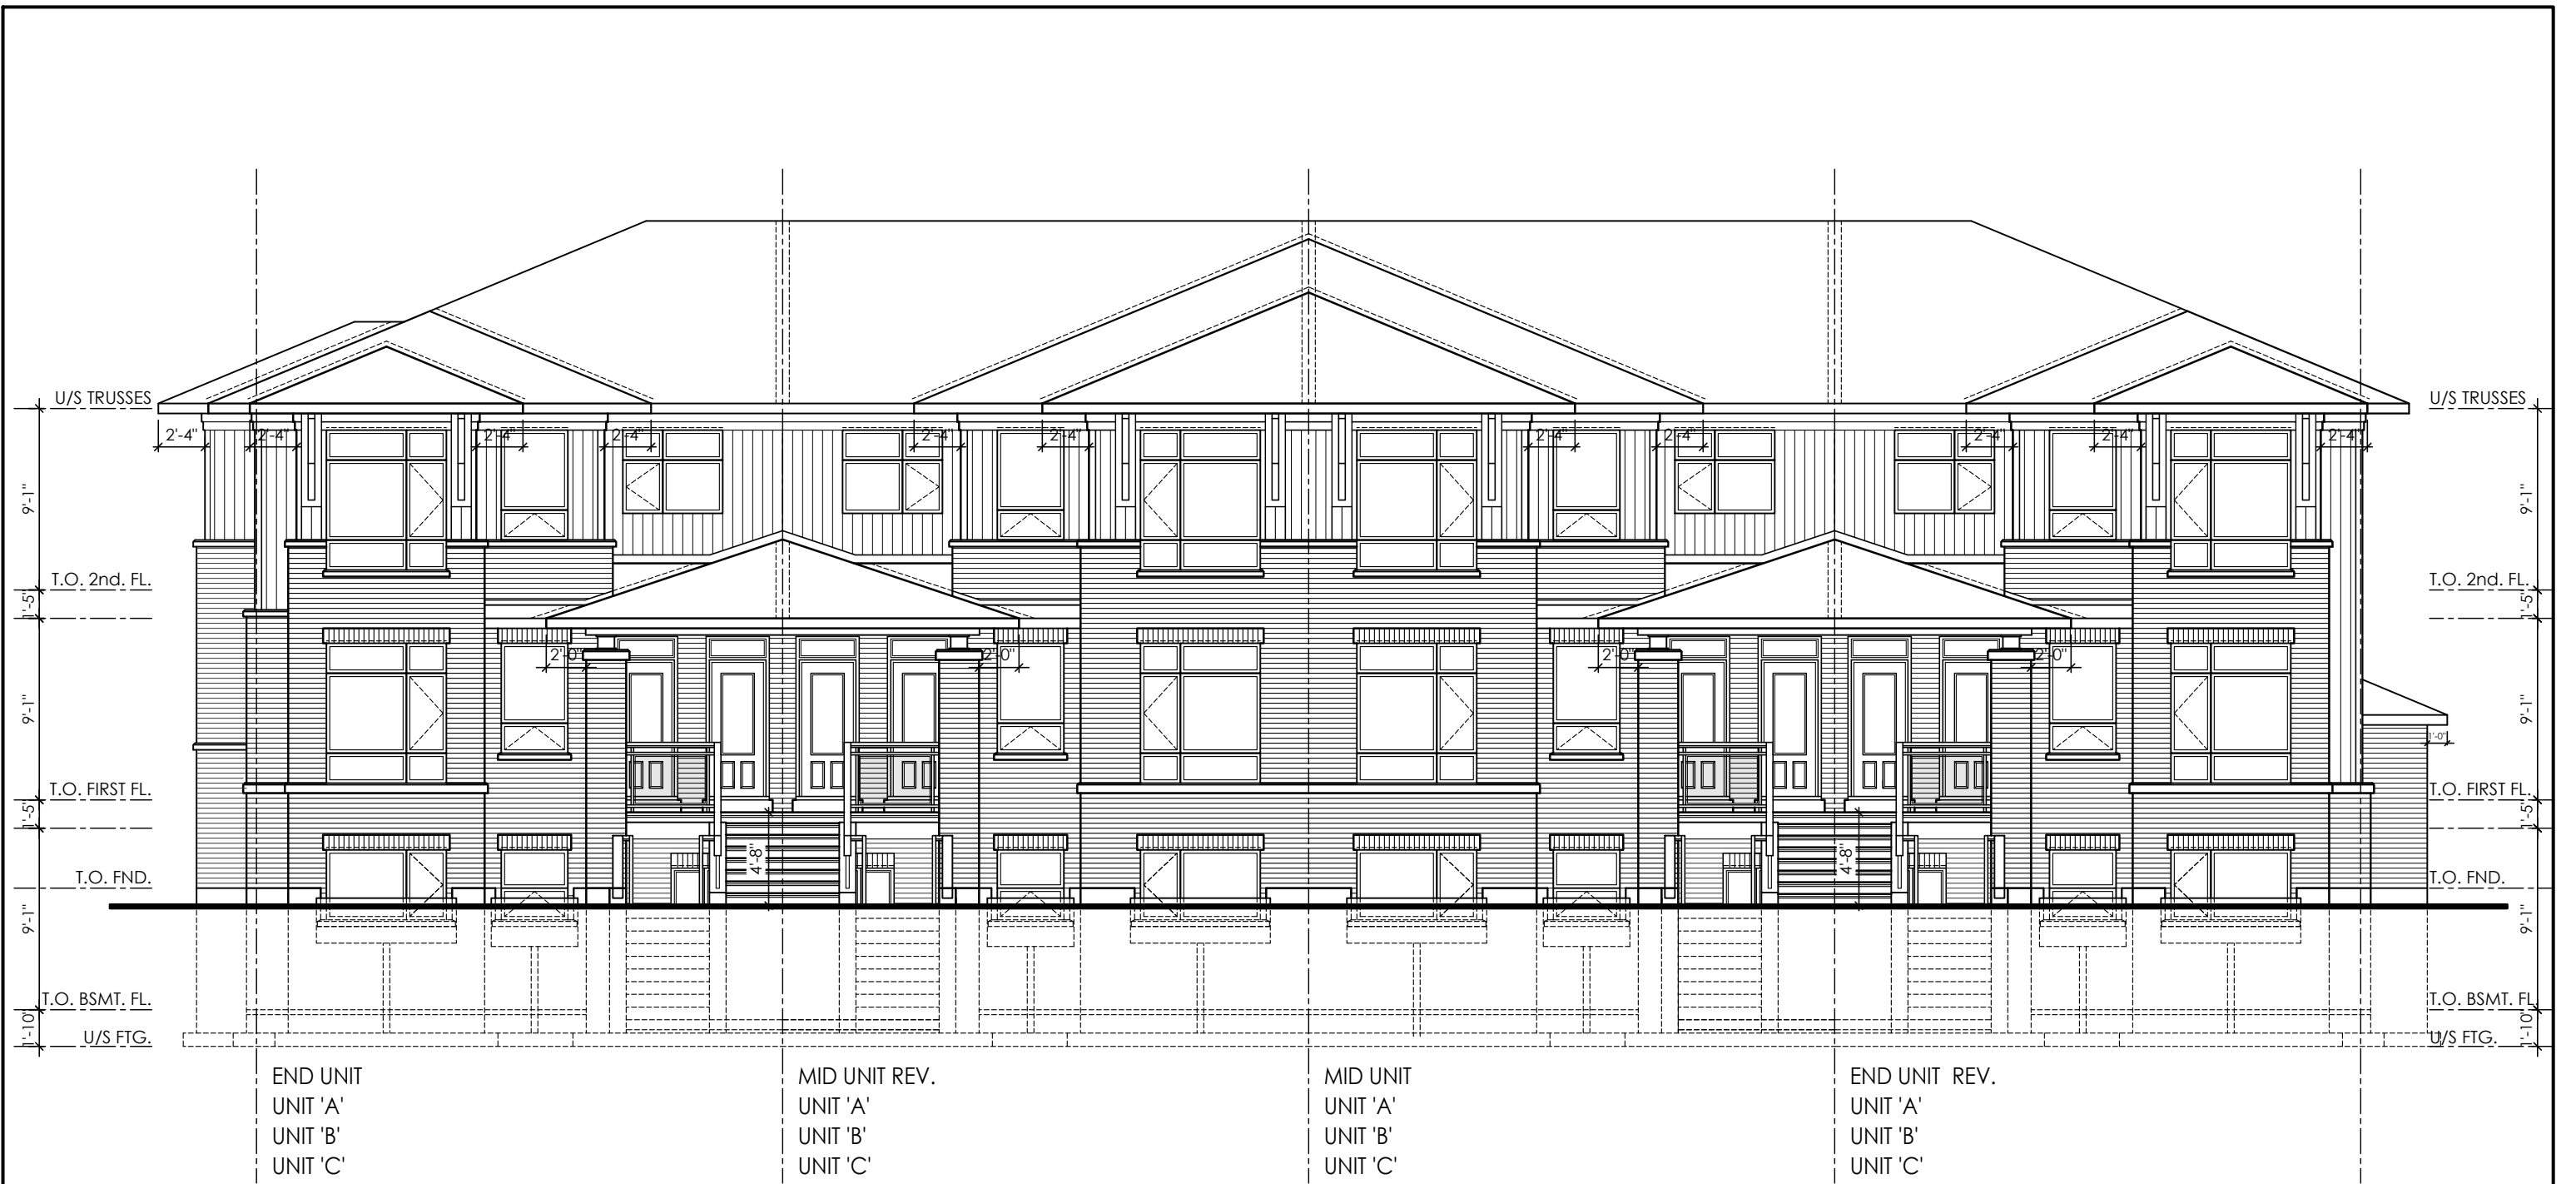 U/S TRUSSES
U/S TRUSSES
2'-4" 2'-4" 2'-4" 2'-4" 2'-4" 2'-4" 2'-4" 2'-4" 2'-4" 2'-4" 2'-4"
9'-1"
9'-1"
T.O. 2nd. FL.
T.O. 2nd. FL.
1'-5"
1'-5"
2'-0" 2'-0" 2'-0" 2'-0"
9'-1"
9'-1"
1'-0"
T.O. FIRST FL.
T.O. FIRST FL.
1'-5"
1'-5"
4'-8"
4'-8"
T.O. FND.
T.O. FND.
9'-1"
9'-1"
T.O. BSMT. FL.
T.O. BSMT. FL
1'-10"
1'-10"
U/S FTG.
U/S FTG.
END UNIT
UNIT 'A'
UNIT 'B'
UNIT 'C'
MID UNIT REV.
UNIT 'A'
UNIT 'B'
UNIT 'C'
MID UNIT
UNIT 'A'
UNIT 'B'
UNIT 'C'
END UNIT REV.
UNIT 'A'
UNIT 'B'
UNIT 'C'